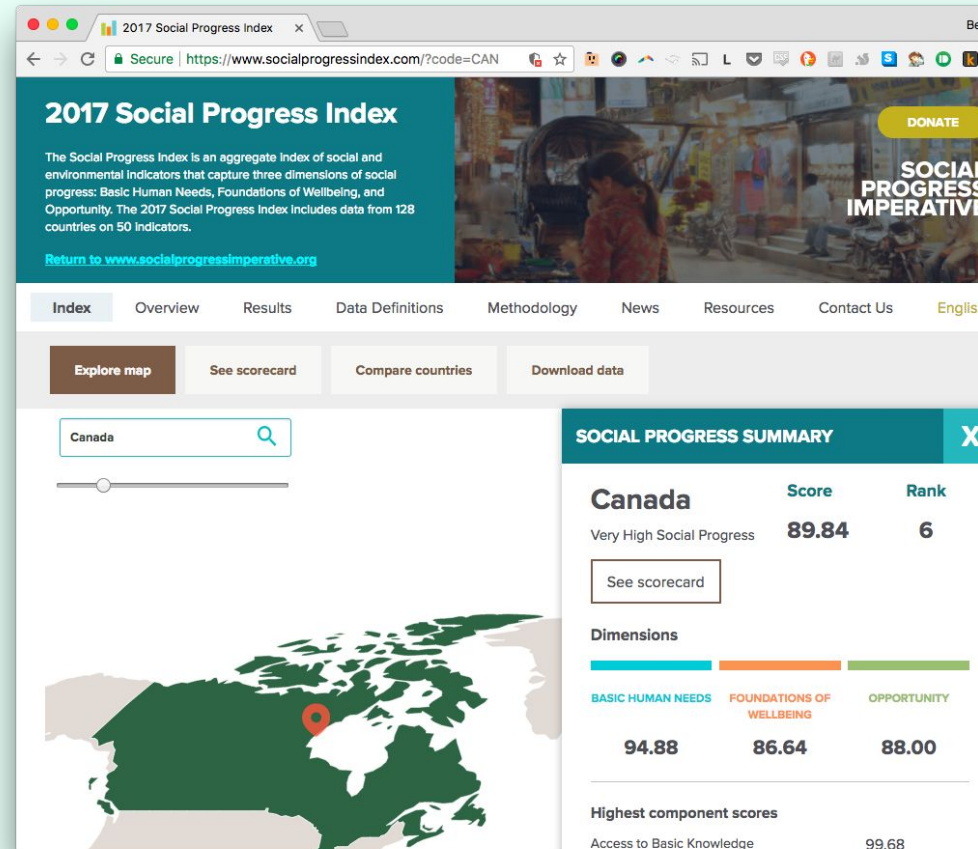 2017 Social Progress Index
Be
Secure https://www.socialprogressindex.com/?code=CAN
2017 Social Progress Index
The Social Progress Index is an aggregate index of social and
environmental indicators that capture three dimensions of social
progress: Basic Human Needs, Foundations of Wellbeing, and
Opportunity. The 2017 Social Progress Index includes data from 128
countries on 50 indicators.
Return to www.socialprogressimperative.org
DONATE
SOCIAL
PROGRESS
IMPERATIVE
Index Overview Results Data Definitions Methodology News Resources Contact Us Englis
Explore map See scorecard Compare countries Download data
Canada
SOCIAL PROGRESS SUMMARY X
Canada Score Rank
Very High Social Progress 89.84 6
See scorecard
Dimensions
BASIC HUMAN NEEDS FOUNDATIONS OF WELLBEING OPPORTUNITY
94.88 86.64 88.00
Highest component scores
Access to Basic Knowledge 99.68